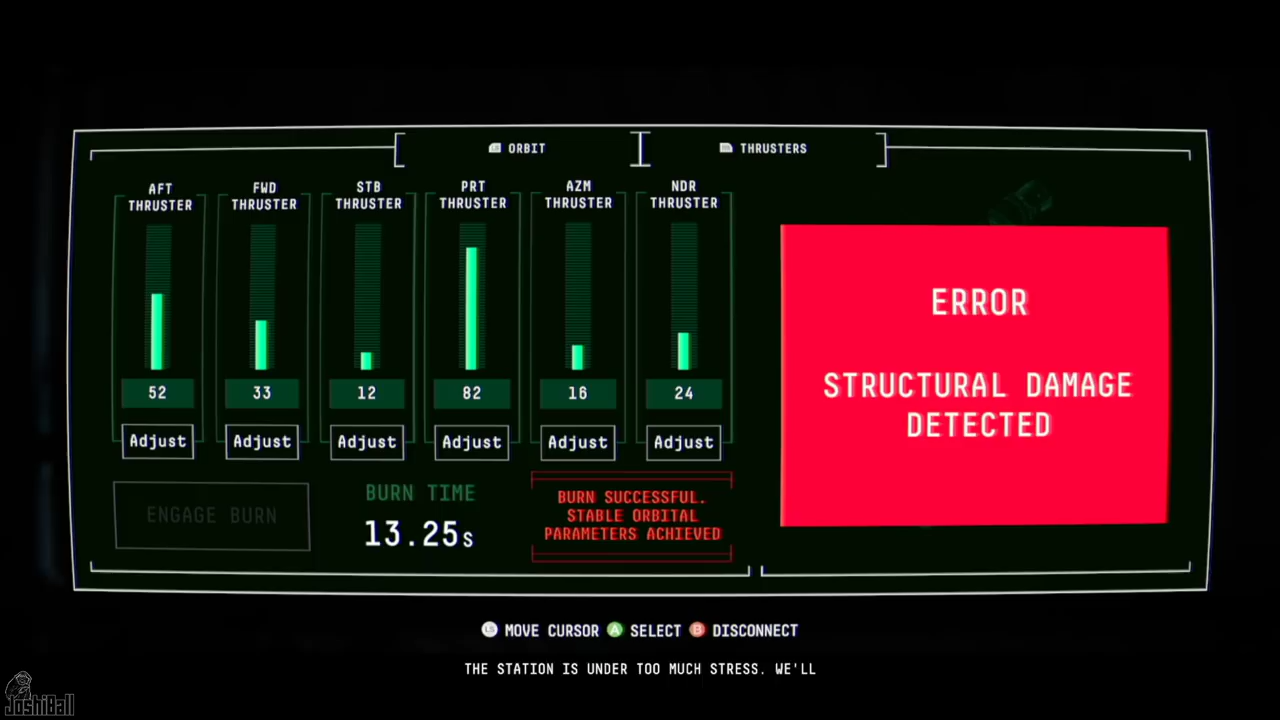 ORBIT
THRUSTERS
AFT THRUSTER
FWD THRUSTER
STB THRUSTER
PRT THRUSTER
AZM THRUSTER
NDR THRUSTER
52
33
12
82
16
24
Adjust
Adjust
Adjust
Adjust
Adjust
Adjust
ENGAGE BURN
BURN TIME
13.25s
BURN SUCCESSFUL.
STABLE ORBITAL
PARAMETERS ACHIEVED
ERROR
STRUCTURAL DAMAGE
DETECTED
LS MOVE CURSOR A SELECT B DISCONNECT
THE STATION IS UNDER TOO MUCH STRESS. WE'LL
JoshiBall